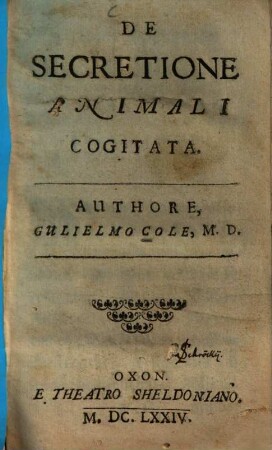 DE
SECRETIONE
ANIMALI
COGITATA.
AUTHORE,
GULIELMO COLE, M. D.
OXON.
E THEATRO SHELDONIANO.
M. DC. LXXIV.